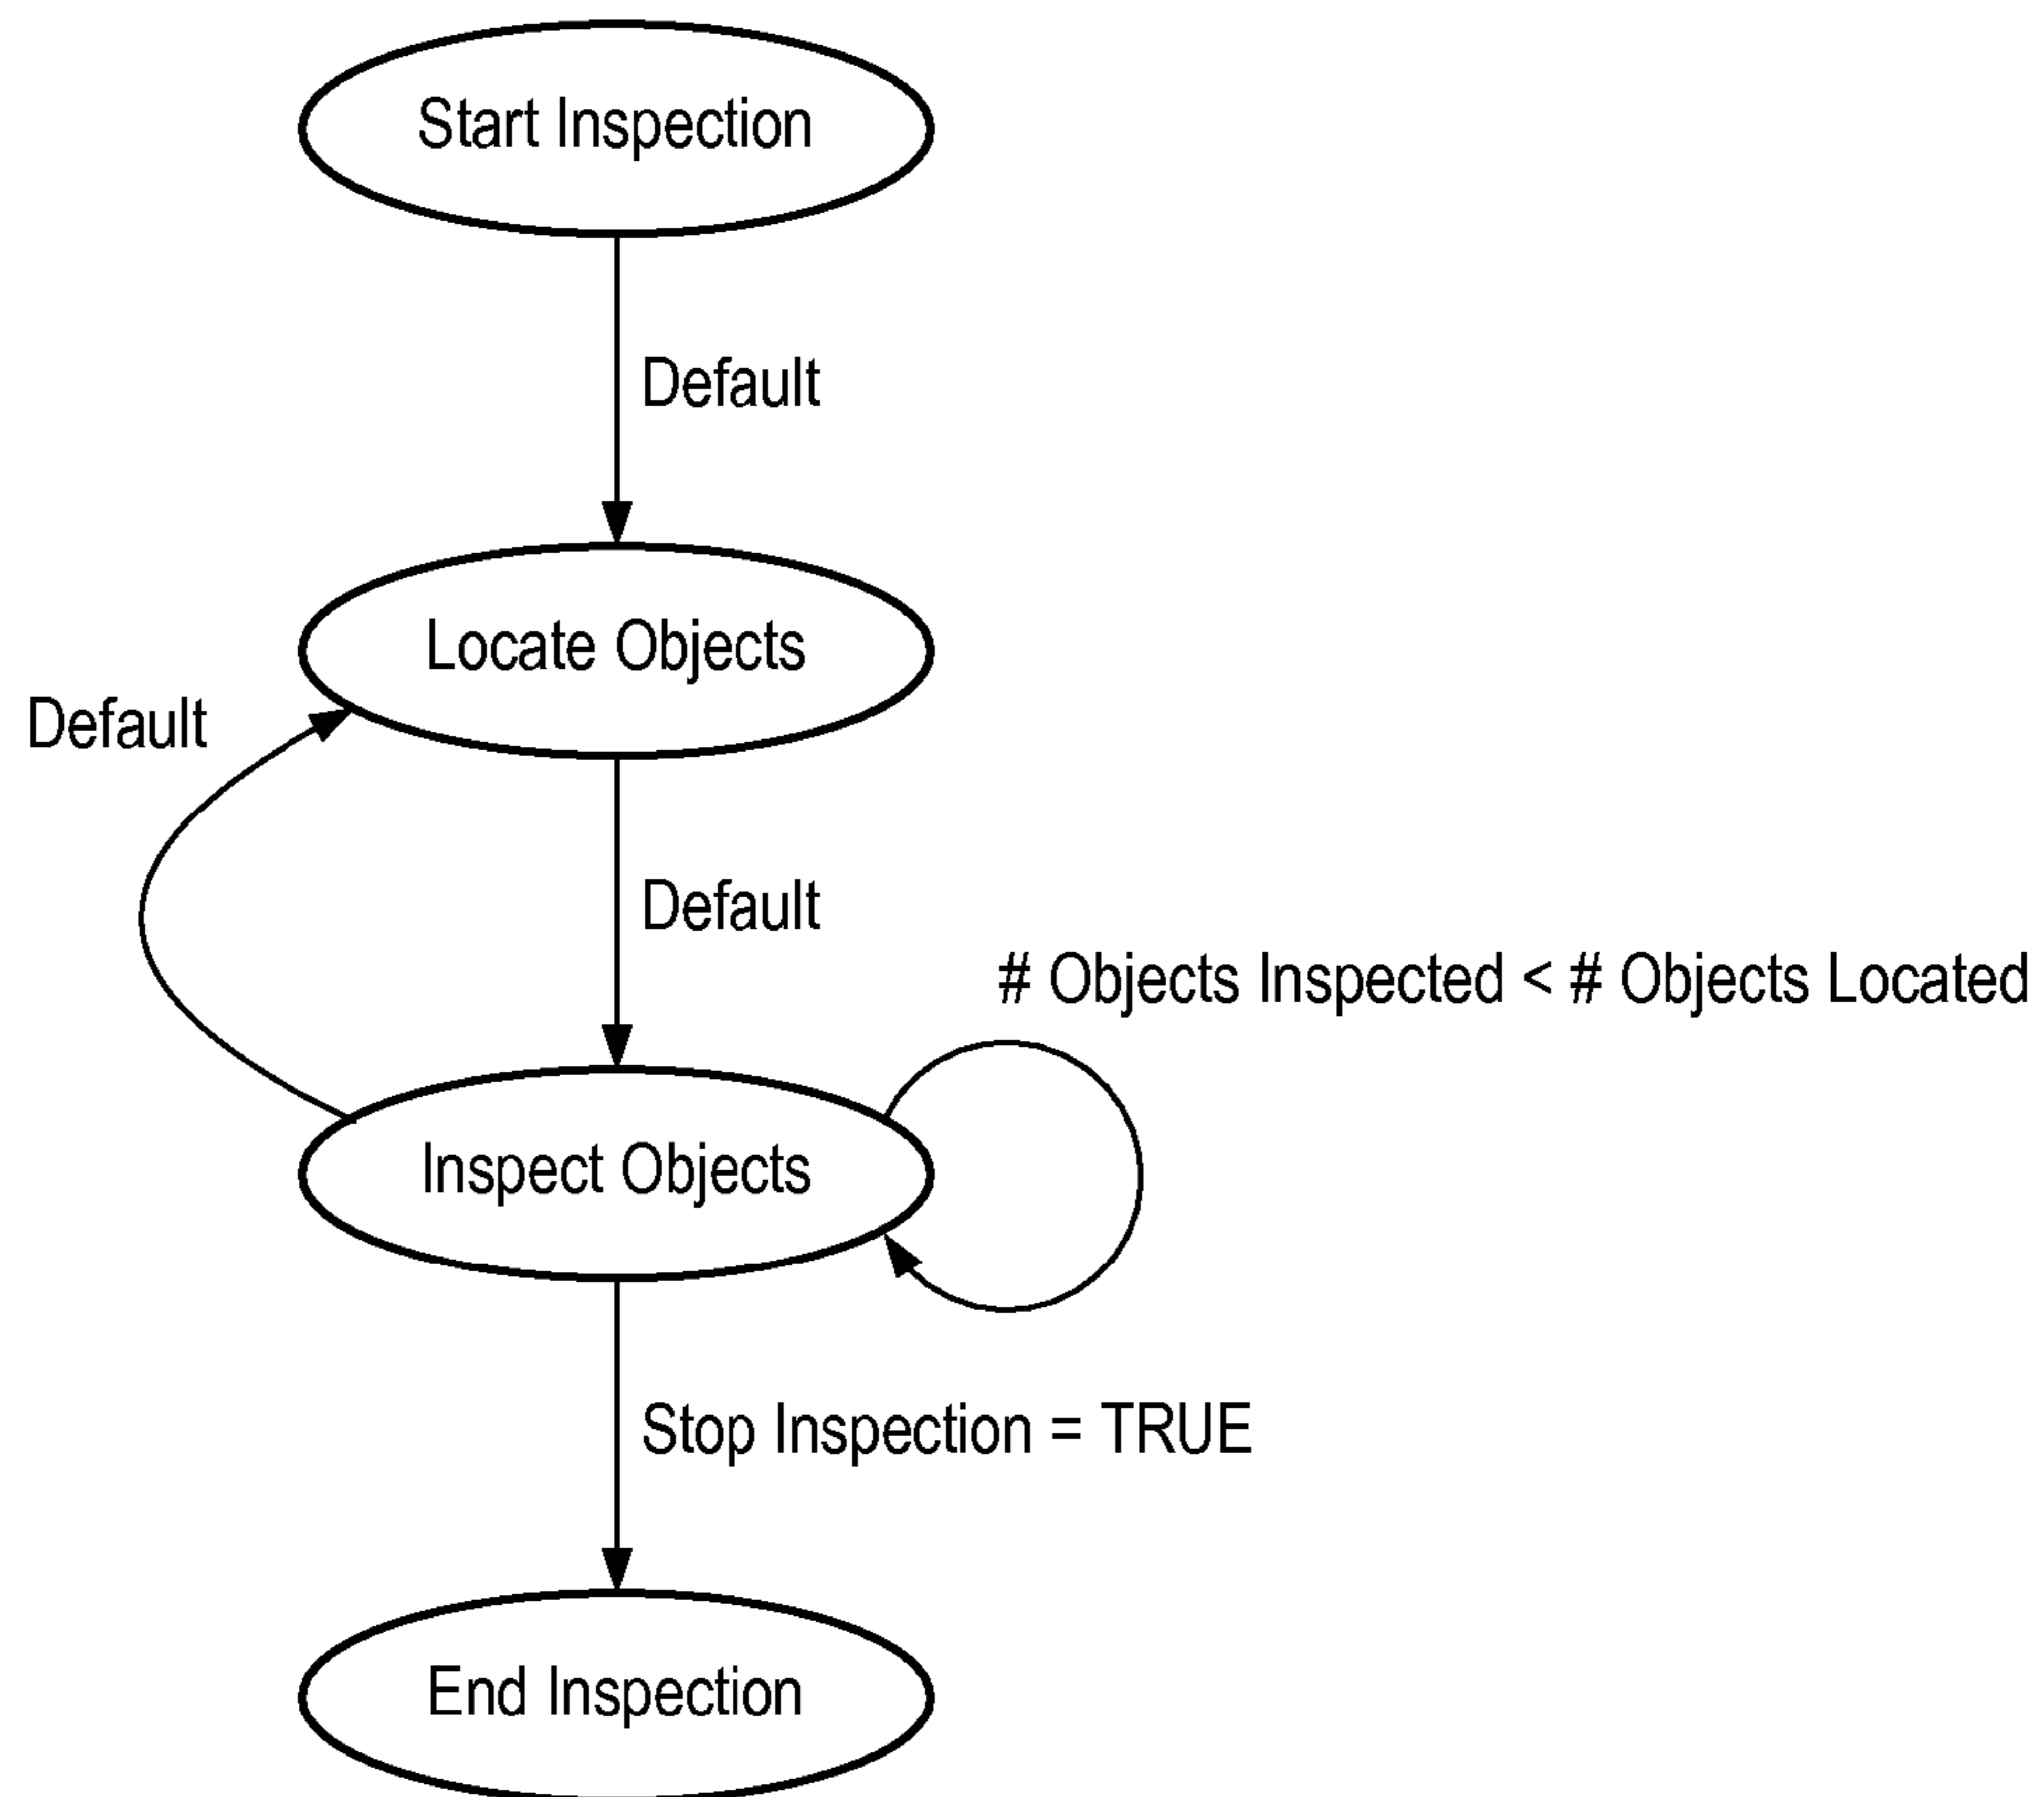 Start Inspection
Default
Locate Objects
Default
Default
# Objects Inspected < # Objects Located
Inspect Objects
Stop Inspection = TRUE
End Inspection